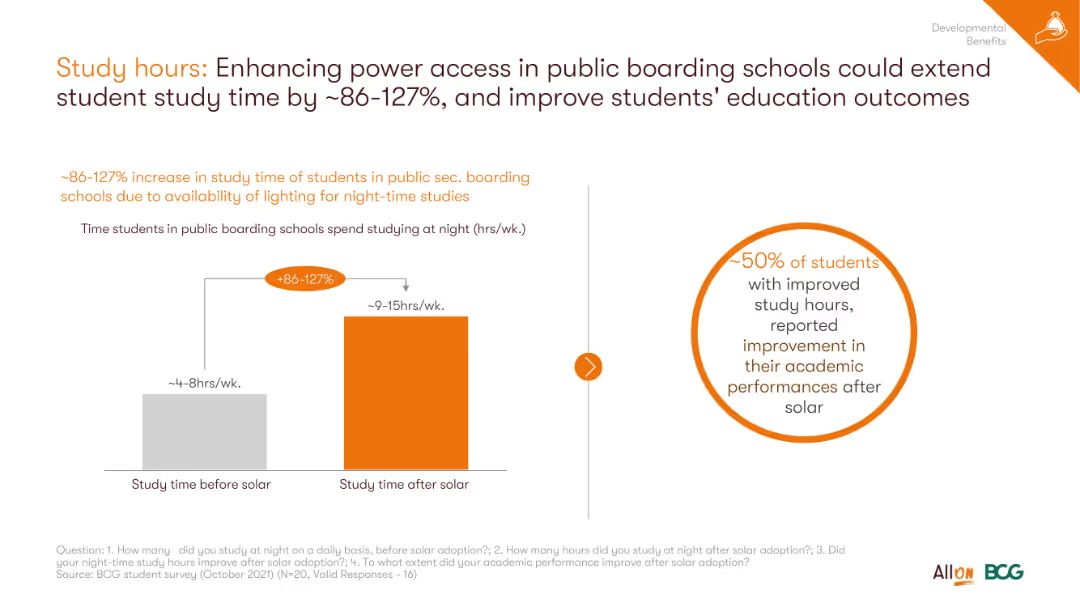 Developmental
Benefits
Study hours: Enhancing power access in public boarding schools could extend
student study time by ~86-127%, and improve students' education outcomes
~86-127% increase in study time of students in public sec. boarding
schools due to availability of lighting for night-time studies
Time students in public boarding schools spend studying at night (hrs/wk.)
+86-127%
~9-15hrs/wk.
~4-8hrs/wk.
Study time before solar
Study time after solar
~50% of students
with improved
study hours,
reported
improvement in
their academic
performances after
solar
Question: 1. How many did you study at night on a daily basis, before solar adoption?; 2. How many hours did you study at night after solar adoption?; 3. Did
your night-time study hours improve after solar adoption?; 4. To what extent did your academic performance improve after solar adoption?
Source: BCG student survey (October 2021) (N=20, Valid Responses - 16)
All on BCG